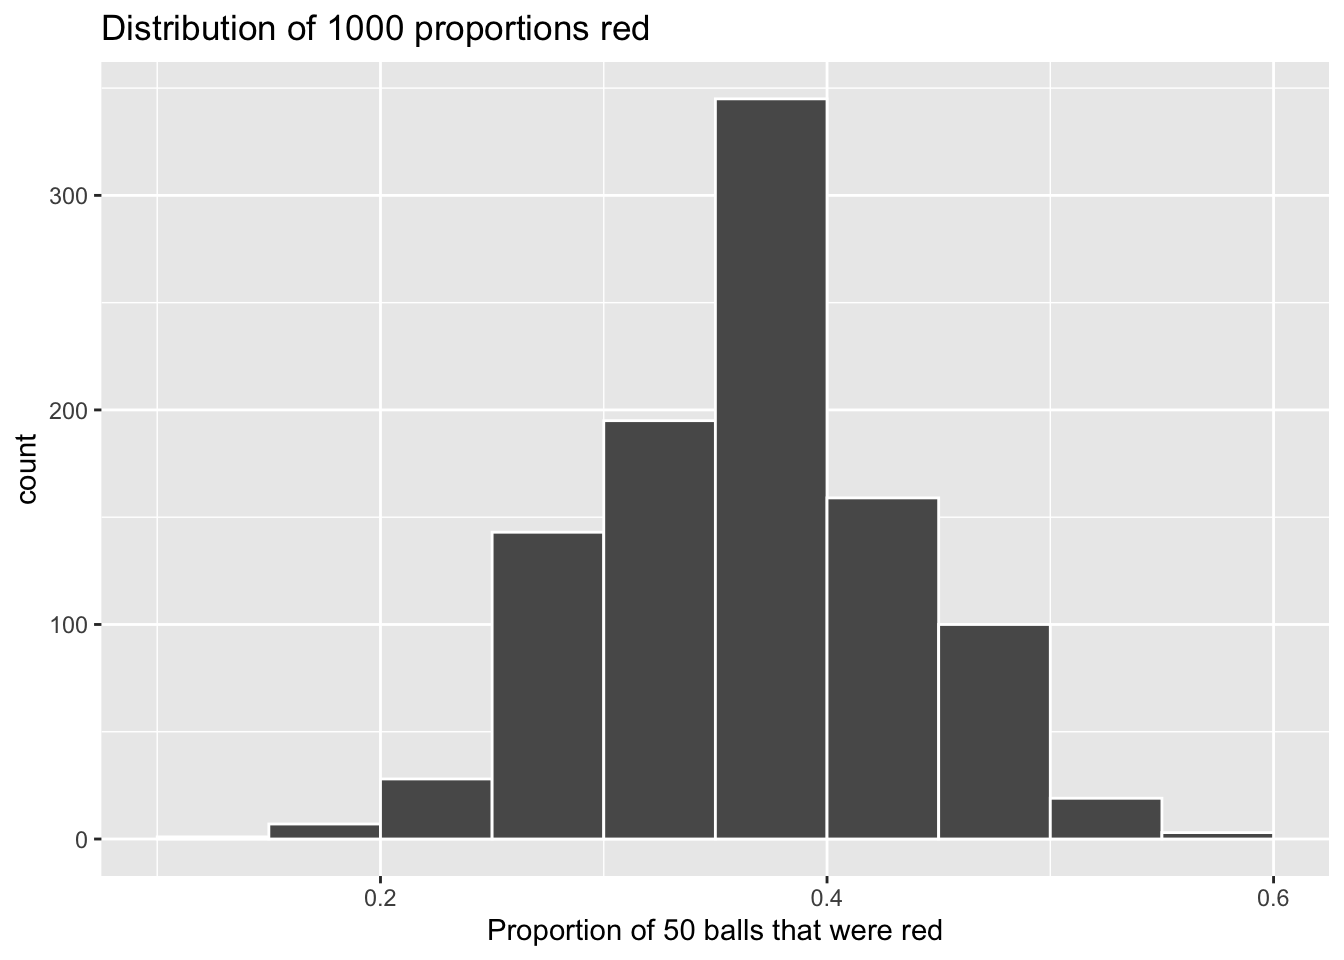 Distribution of 1000 proportions red
300
200
100
0
count
0.2 0.4 0.6
Proportion of 50 balls that were red